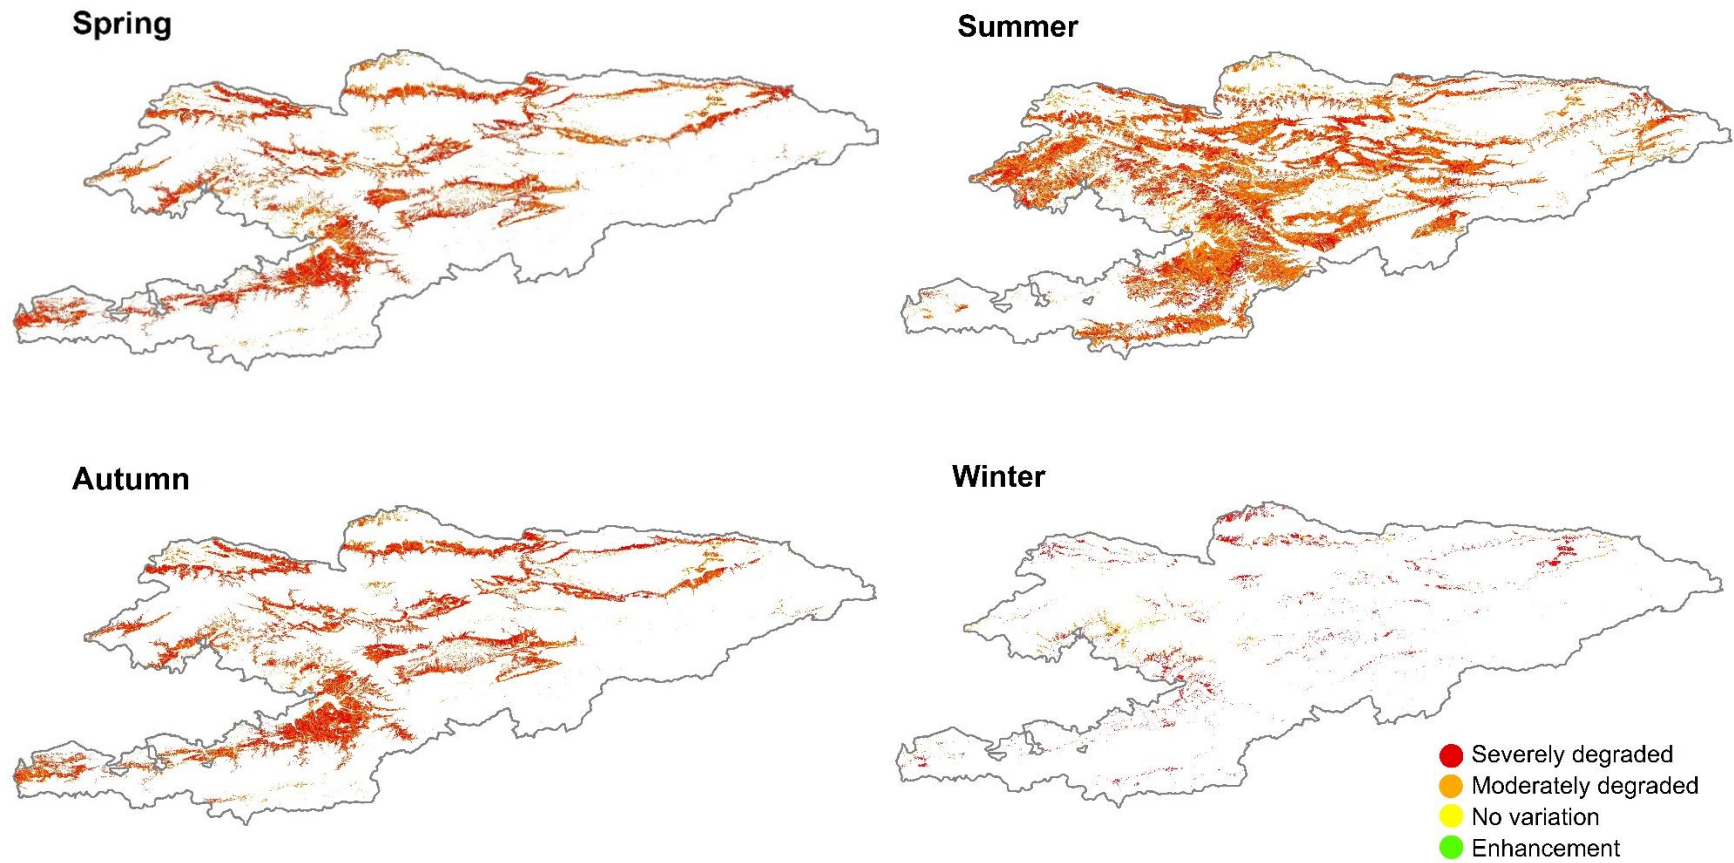 Spring
Summer
Autumn
Winter
Severely degraded
Moderately degraded
No variation
Enhancement